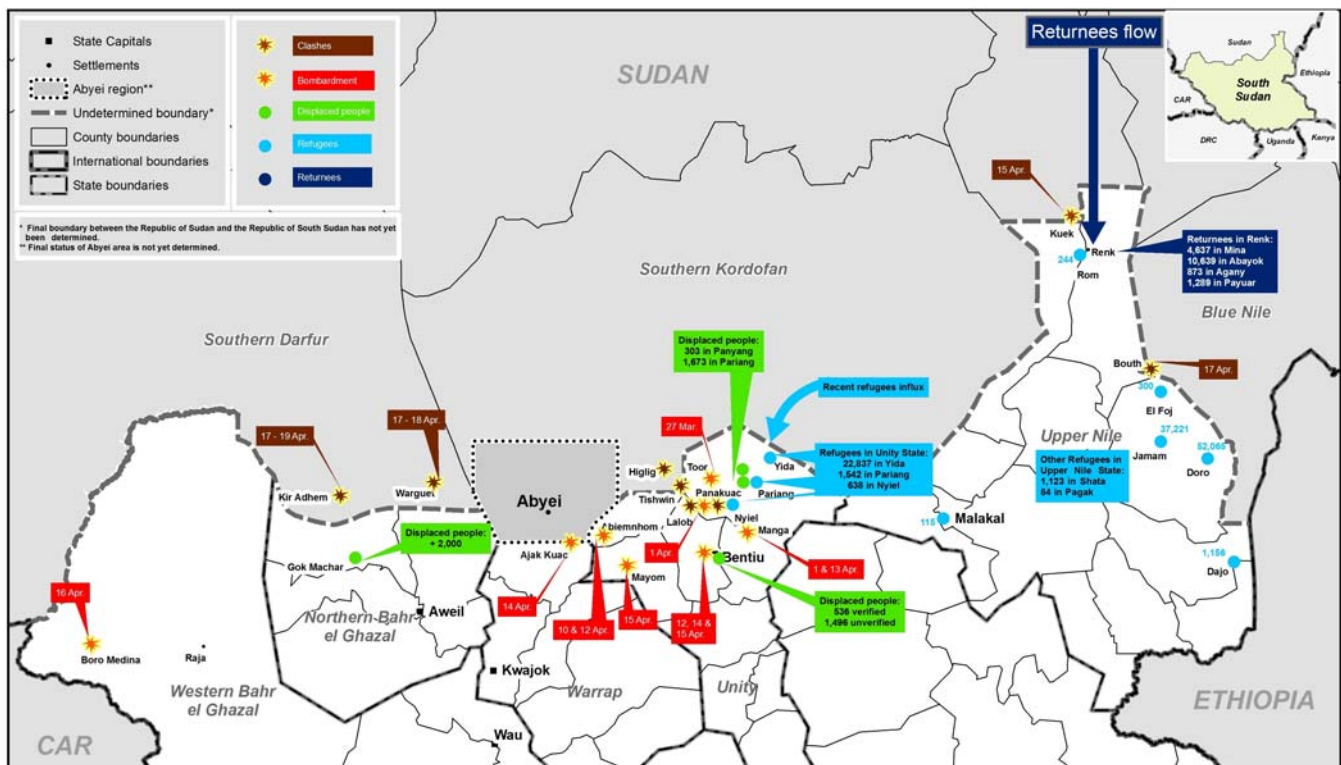 State Capitals
Settlements
Abyei region**
Undetermined boundary*
County boundaries
International boundaries
State boundaries
Clashes
Bombardment
Displaced people
Refugees
Returnees
* Final boundary between the Republic of Sudan and the Republic of South Sudan has not yet
been determined.
** Final status of Abyei area is not yet determined.
SUDAN
Returnees flow
Sudan
Ethiopia
South
Sudan
CAR
DRC
Uganda
Kenya
15 Apr.
Kuek
Renk
244
Rom
Returnees in Renk:
4,637 in Mina
10,639 in Abayok
873 in Agany
1,289 in Payuar
Southern Kordofan
Blue Nile
Southern Darfur
Displaced people:
303 in Panyang
1,673 in Pariang
Recent refugees influx
Bouth
17 Apr.
300
El Foj
37,221
Jamam
52,065
Doro
Upper Nile
Other Refugees in
Upper Nile State:
1,123 in Shata
64 in Pagak
17 - 19 Apr.
17 - 18 Apr.
27 Mar.
Kir Adhem
Warguet
Abyei
Higlig
Toor
Yida
Tishwin
Panakuac
Pariang
Refugees in Unity State:
22,837 in Yida
1,542 in Pariang
638 in Nyiel
Lalob
Nyiel
Manga
115
Malakal
biemnhom
Displaced people:
+ 2,000
Gok Machar
Ajak Kuac
1 Apr.
Bentiu
1 & 13 Apr.
Mayom
1,156
Dajo
16 Apr.
Boro Medina
Raja
Northern Bahr
el Ghazal
Aweil
14 Apr.
10 & 12 Apr.
15 Apr.
12, 14 &
15 Apr.
Displaced people:
536 verified
1,496 unverified
Kwajok
Western Bahr
el Ghazal
Warrap
Unity
ETHIOPIA
CAR
Wau